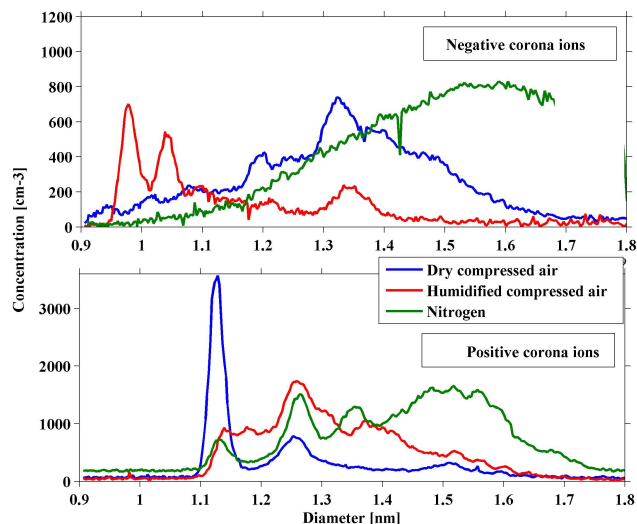 1200
1000
800
600
400
200
0
Negative corona ions
0.9 1 1.1 1.2 1.3 1.4 1.5 1.6 1.7 1.8
Concentration [cm-3]
Dry compressed air
Humidified compressed air
Nitrogen
Positive corona ions
3000
2000
1000
0
0.9 1 1.1 1.2 1.3 1.4 1.5 1.6 1.7 1.8
Diameter [nm]